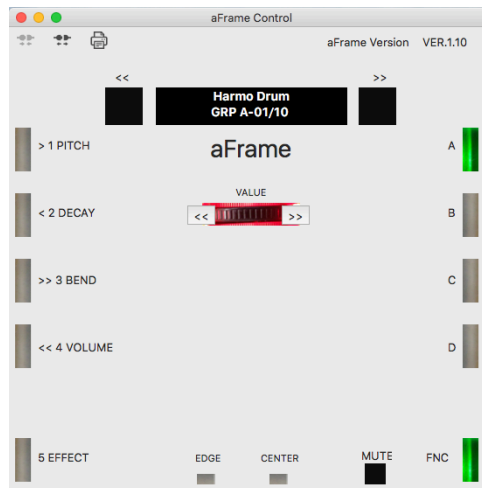 aFrame Control
aFrame Version VER.1.10
<< >>
Harmo Drum
GRP A-01/10
> 1 PITCH
aFrame
A
VALUE
< 2 DECAY
<< >>
B
>> 3 BEND
C
<< 4 VOLUME
D
5 EFFECT
EDGE
CENTER
MUTE
FNC